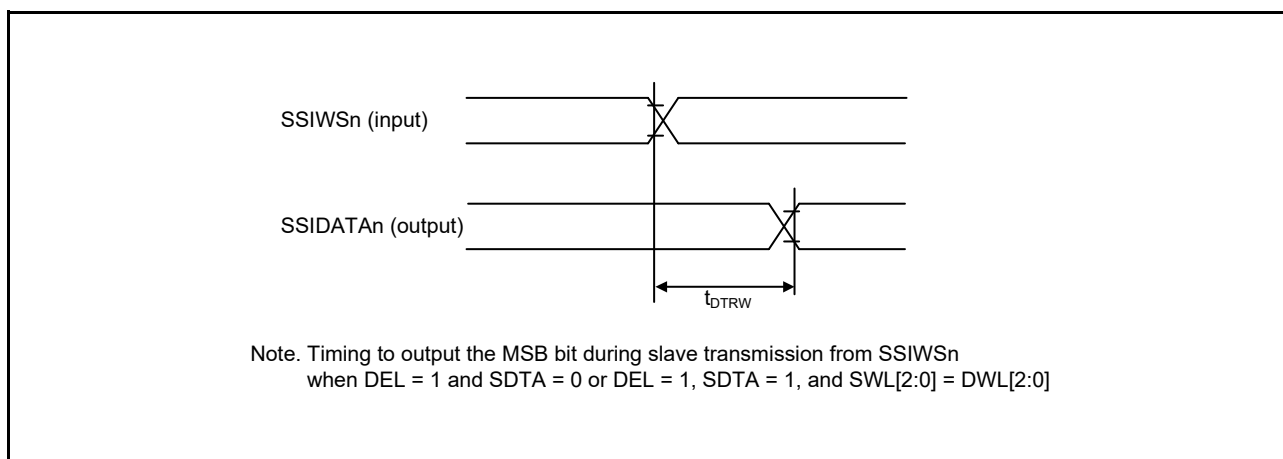 SSIWSn (input)
SSIDATAn (output)
tDTRW
Note. Timing to output the MSB bit during slave transmission from SSIWSn
when DEL = 1 and SDTA = 0 or DEL = 1, SDTA = 1, and SWL[2:0] = DWL[2:0]